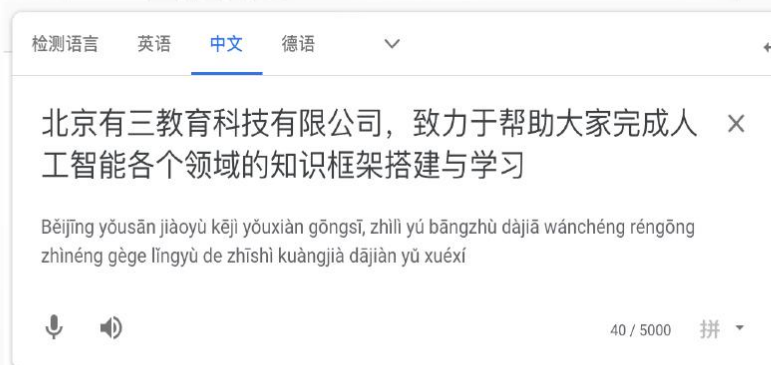 检测语言 英语 中文 德语
北京有三教育科技有限公司，致力于帮助大家完成人
工智能各个领域的知识框架搭建与学习
Běijīng yǒusān jiàoyù kējì yǒuxiàn gōngsī, zhìlì yú bāngzhù dàjiā wánchéng réngōng
zhìnéng gège lǐngyù de zhīshì kuàngjià dājiàn yǔ xuéxí
40 / 5000 拼